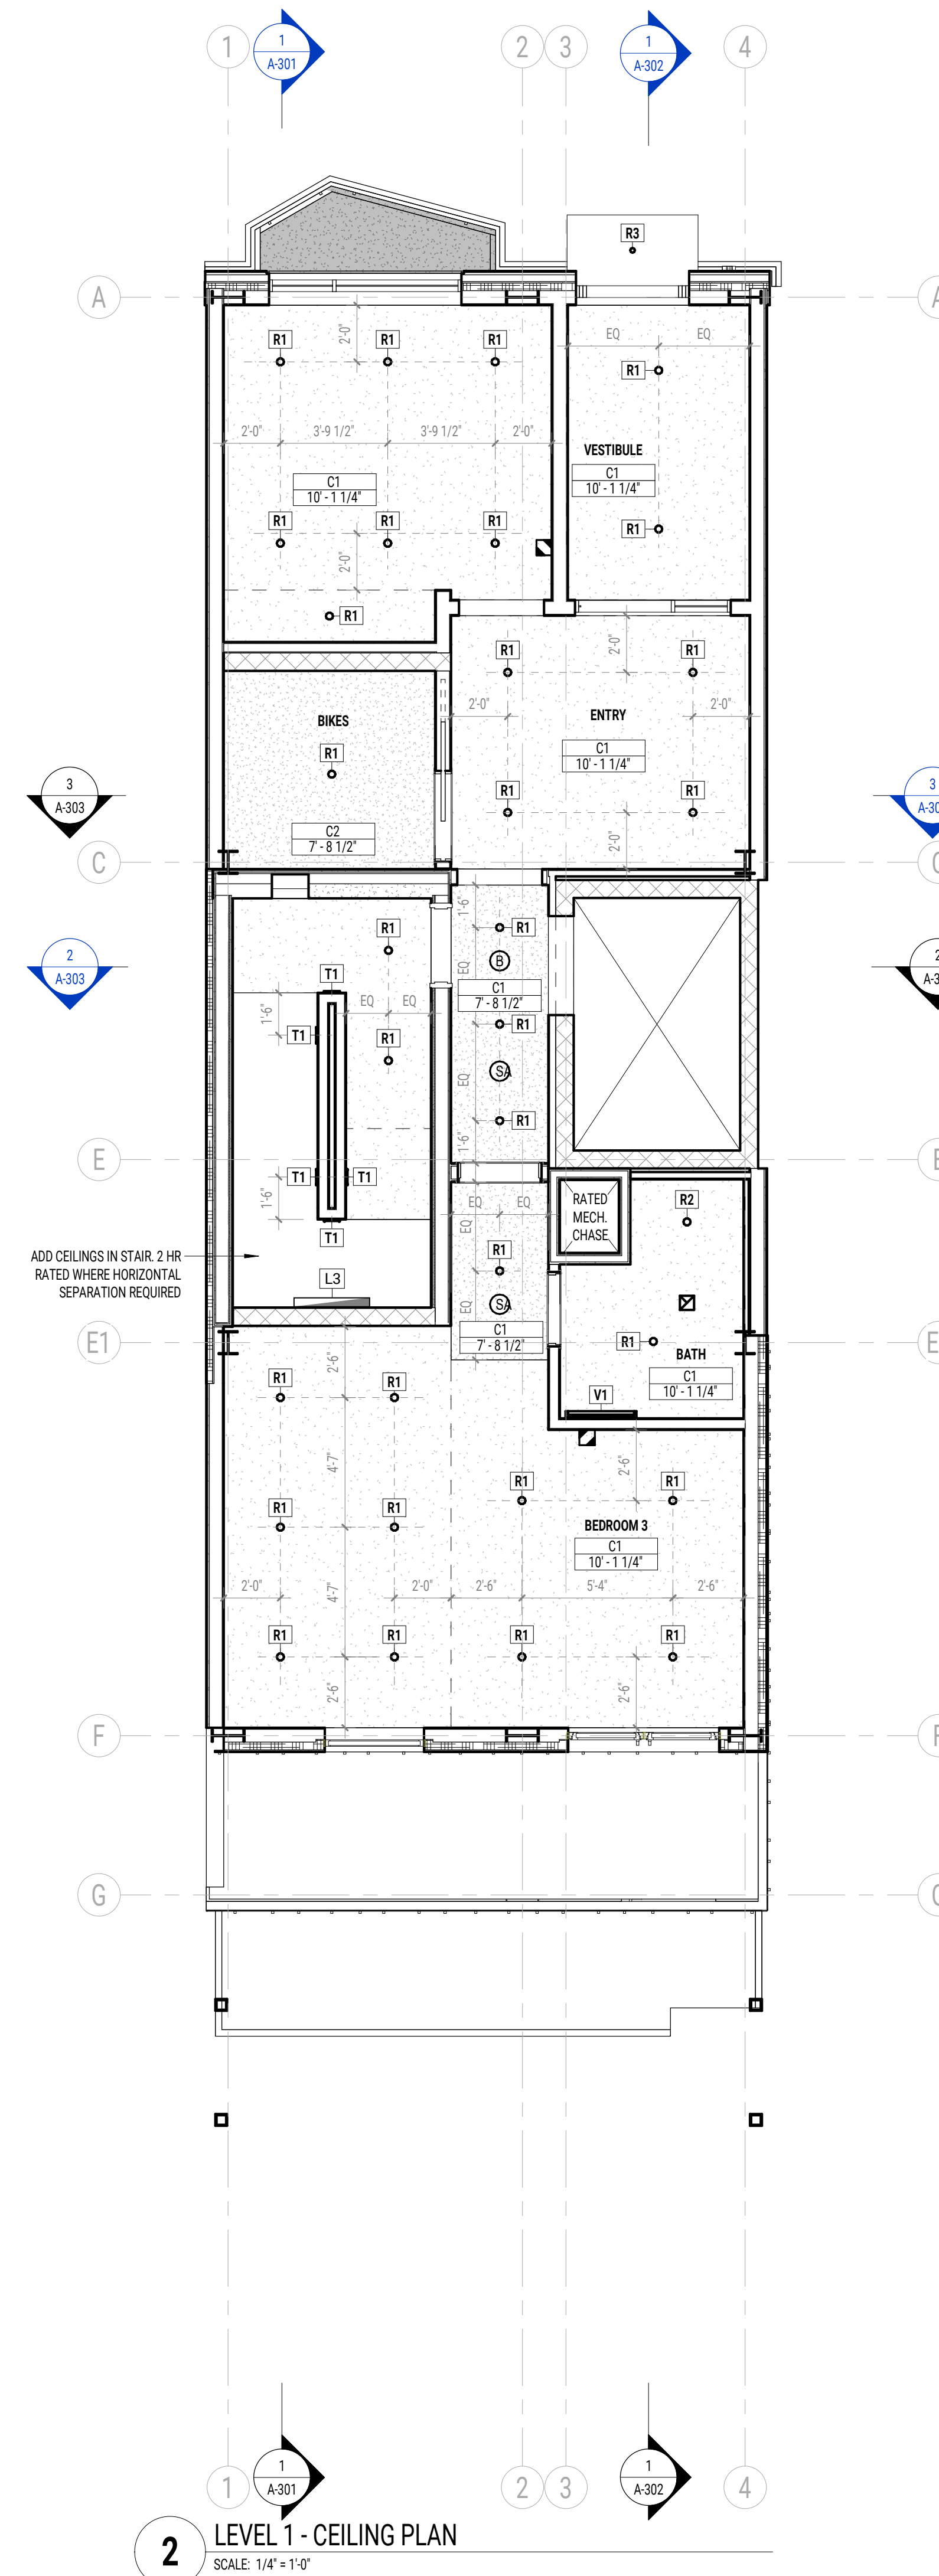 1
1
A-301
2
3
1
A-302
4
R3
A
A
R1
R1
R1
2'-0"
EQ
EQ
R1
2'-0"
3'-9 1/2"
3'-9 1/2"
2'-0"
VESTIBULE
C1
10' - 1 1/4"
C1
10' - 1 1/4"
R1
R1
R1
R1
2'-0"
R1
R1
R1
2'-0"
2'-0"
2'-0"
BIKES
ENTRY
R1
C1
10' - 1 1/4"
R1
R1
3
A-303
3
C2
7' - 8 1/2"
2'-0"
C
1'-6"
R1
R1
2
A-303
B
EQ
T1
C1
7' - 8 1/2"
1'-6"
EQ
EQ
T1
R1
R1
EQ
SA
R1
1'-6"
E
T1
T1
1'-6"
EQ
EQ
RATED
MECH.
CHASE
R2
EQ
T1
R1
ADD CEILINGS IN STAIR. 2 HR
RATED WHERE HORIZONTAL
SEPARATION REQUIRED
L3
SA
EQ
C1
7' - 8 1/2"
E1
R1
BATH
C1
10' - 1 1/4"
2'-6"
R1
R1
V1
4'-7"
2'-6"
R1
R1
R1
R1
BEDROOM 3
C1
10' - 1 1/4"
2'-0"
4'-7"
2'-0"
2'-6"
5'-4"
2'-6"
R1
R1
R1
R1
2'-6"
2'-6"
F
G
1
1
A-301
2
3
1
A-302
4
2
LEVEL 1 - CEILING PLAN
SCALE: 1/4" = 1'-0"